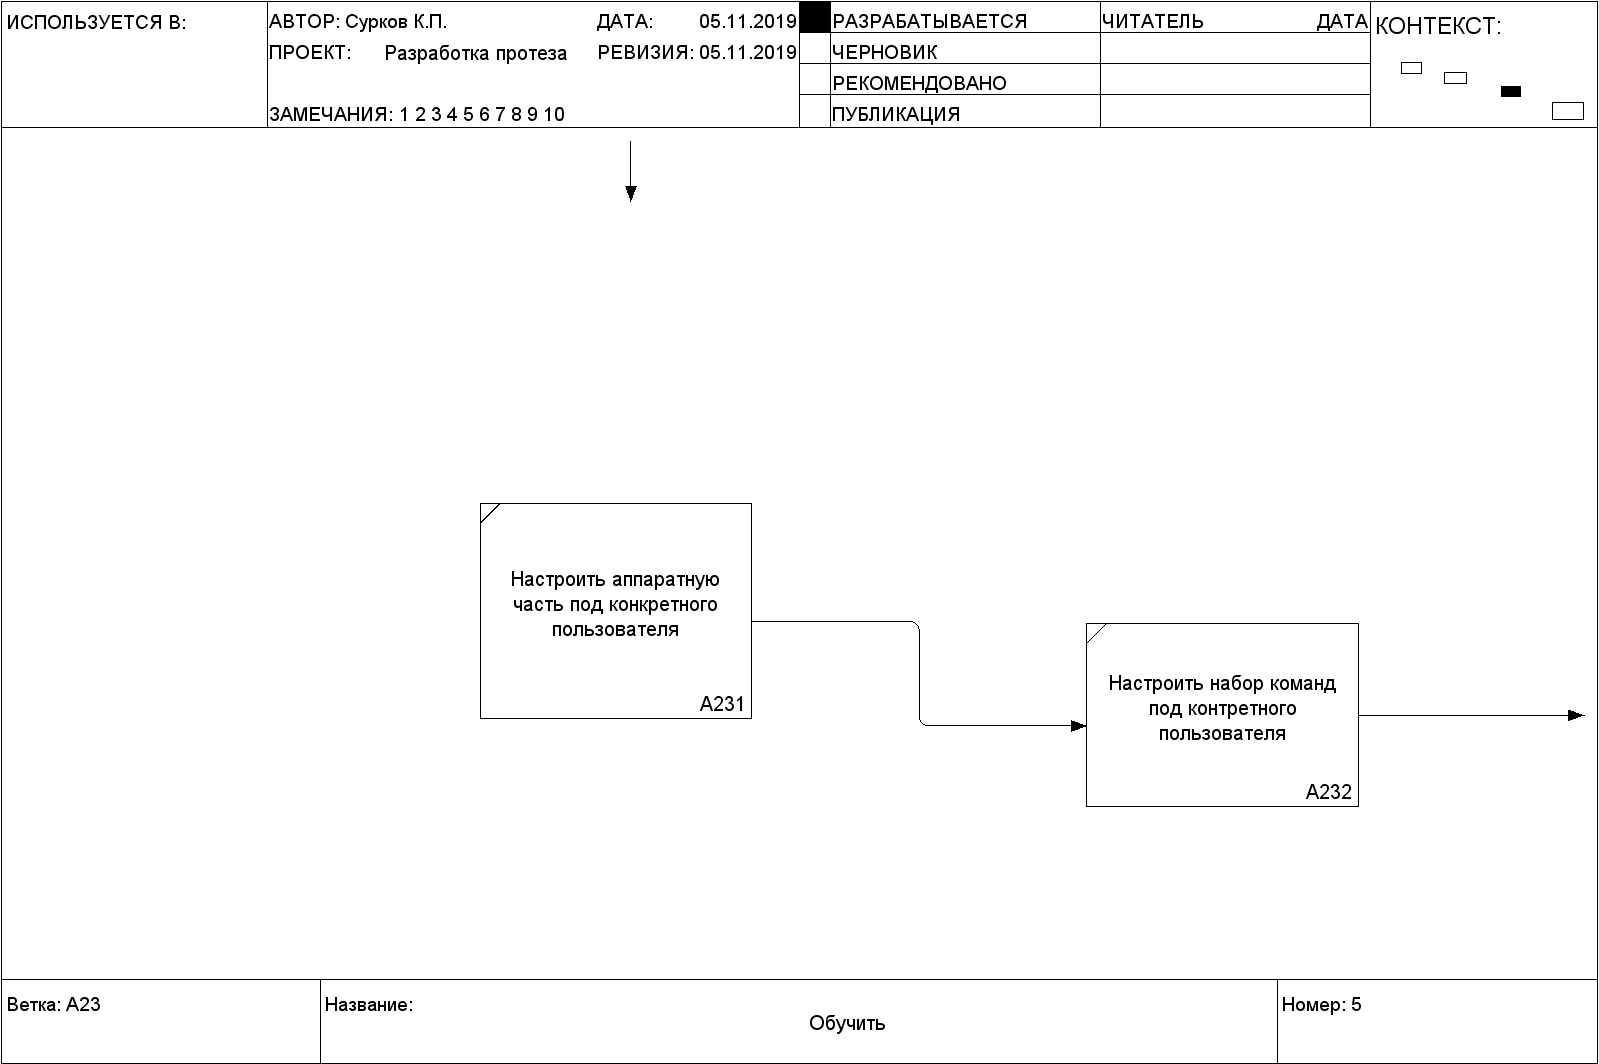 ИСПОЛЬЗУЕТСЯ В:
АВТОР: Сурков К.П.
ДАТА: 05.11.2019
ПРОЕКТ: Разработка протеза
РЕВИЗИЯ: 05.11.2019
ЗАМЕЧАНИЯ: 1 2 3 4 5 6 7 8 9 10
РАЗРАБАТЫВАЕТСЯ
ЧЕРНОВИК
РЕКОМЕНДОВАНО
ПУБЛИКАЦИЯ
ЧИТАТЕЛЬ ДАТА
КОНТЕКСТ:
Настроить аппаратную
часть под конкретного
пользователя
A231
Настроить набор команд
под контретного
пользователя
A232
Ветка: A23
Название:
Обучить
Номер: 5